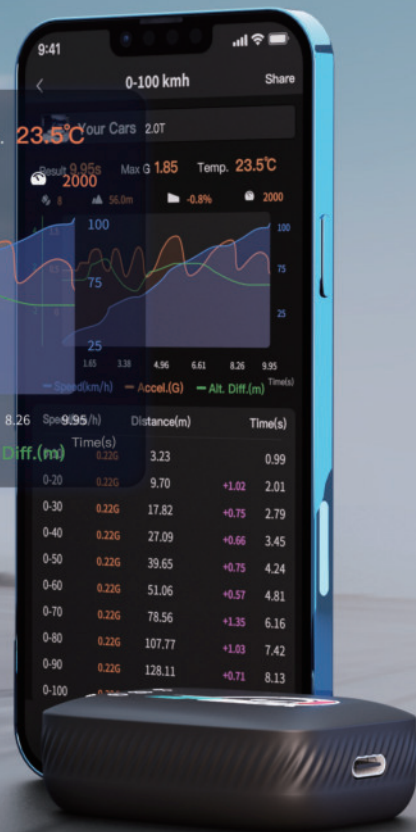 9:41
0-100 kmh
Share
Your Cars 2.0T
23.5℃
Result 9.95s Max G 1.85 Temp. 23.5℃
2000
8 56.0m -0.8% 2000
100 100
75 75
25 25
1.65 3.38 4.96 6.61 8.26 9.95
Time(s)
Speed(km/h) Accel.(G) Alt. Diff.(m)
8.26 9.95
Time(s)
Diff.(m)
Distance(m) Time(s)
0.22G 3.23 0.99
0-20 0.22G 9.70 +1.02 2.01
0-30 0.22G 17.82 +0.75 2.79
0-40 0.22G 27.09 +0.66 3.45
0-50 0.22G 39.65 +0.75 4.24
0-60 0.22G 51.06 +0.57 4.81
0-70 0.22G 78.56 +1.35 6.16
0-80 0.22G 107.77 +1.03 7.42
0-90 0.22G 128.11 +0.71 8.13
0-100